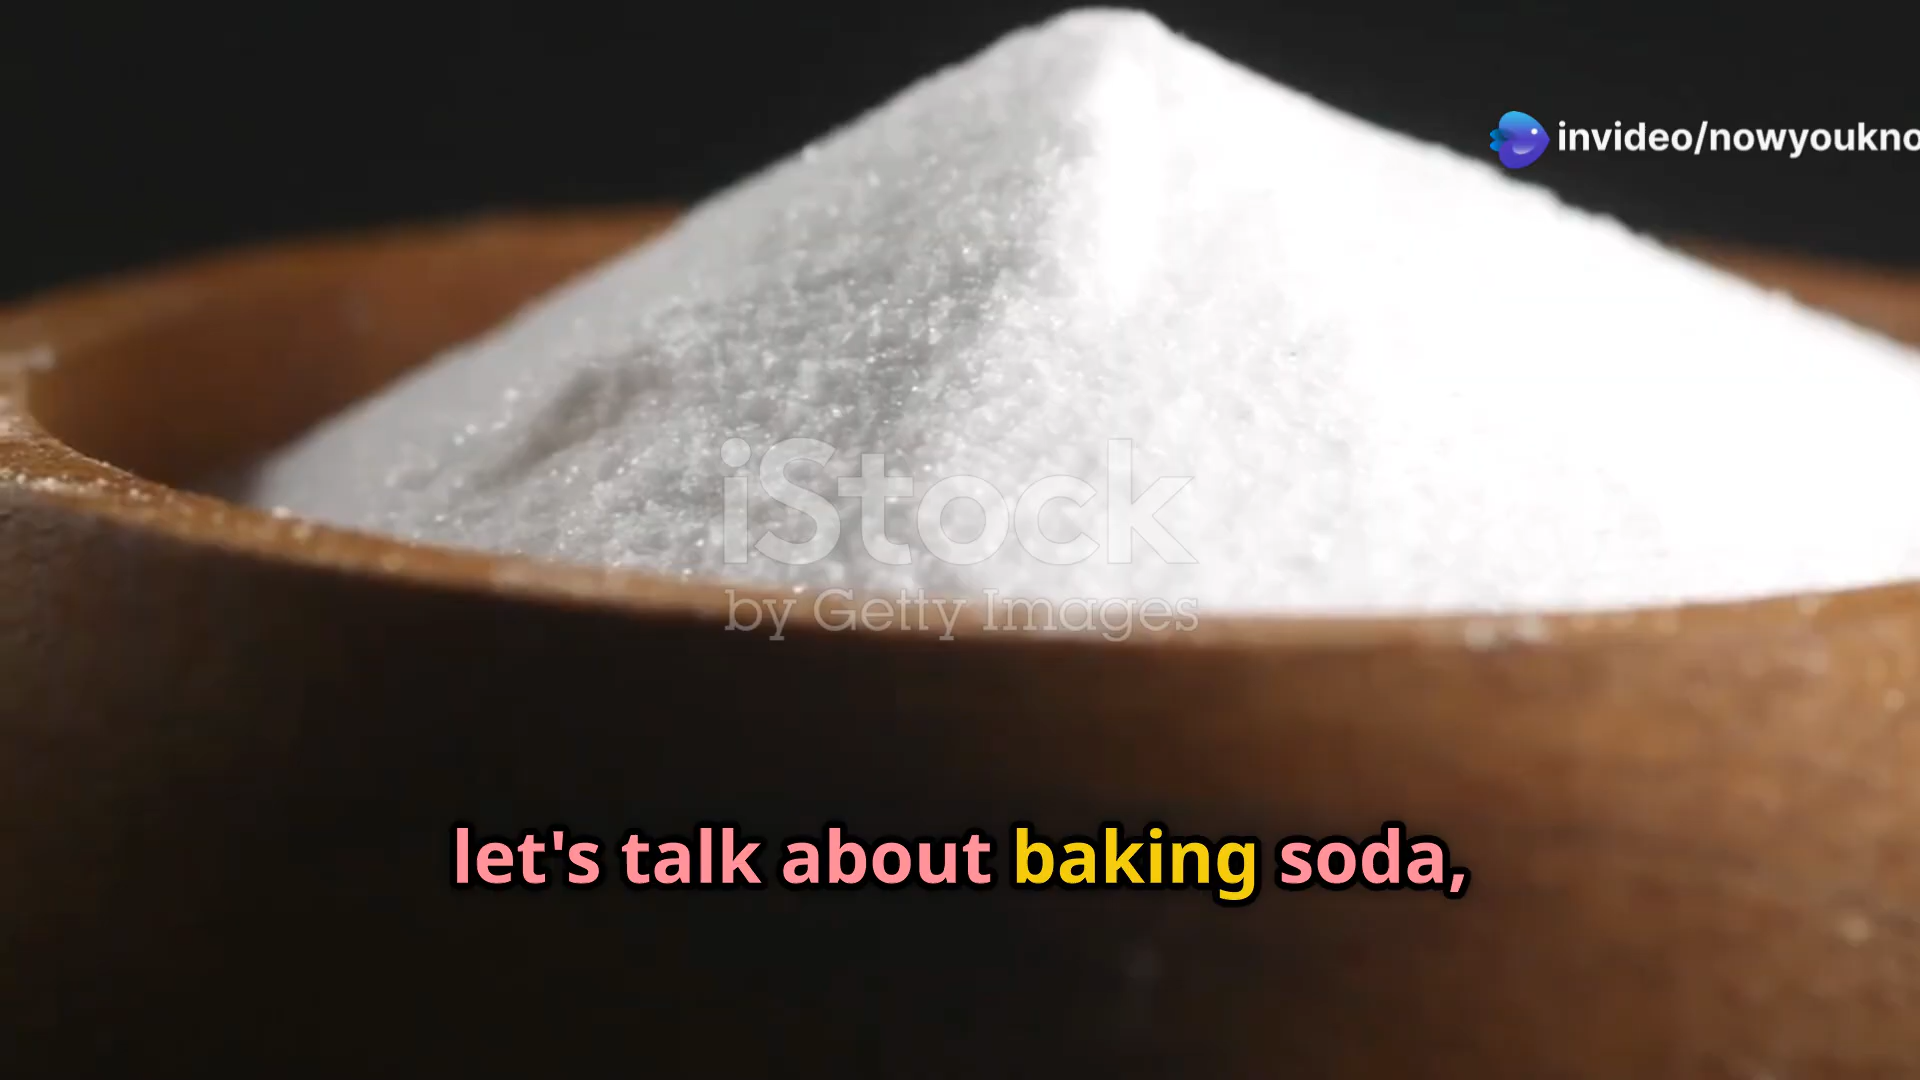 invideo/nowyoukno
iStock
by Getty Images
let's talk about baking soda,